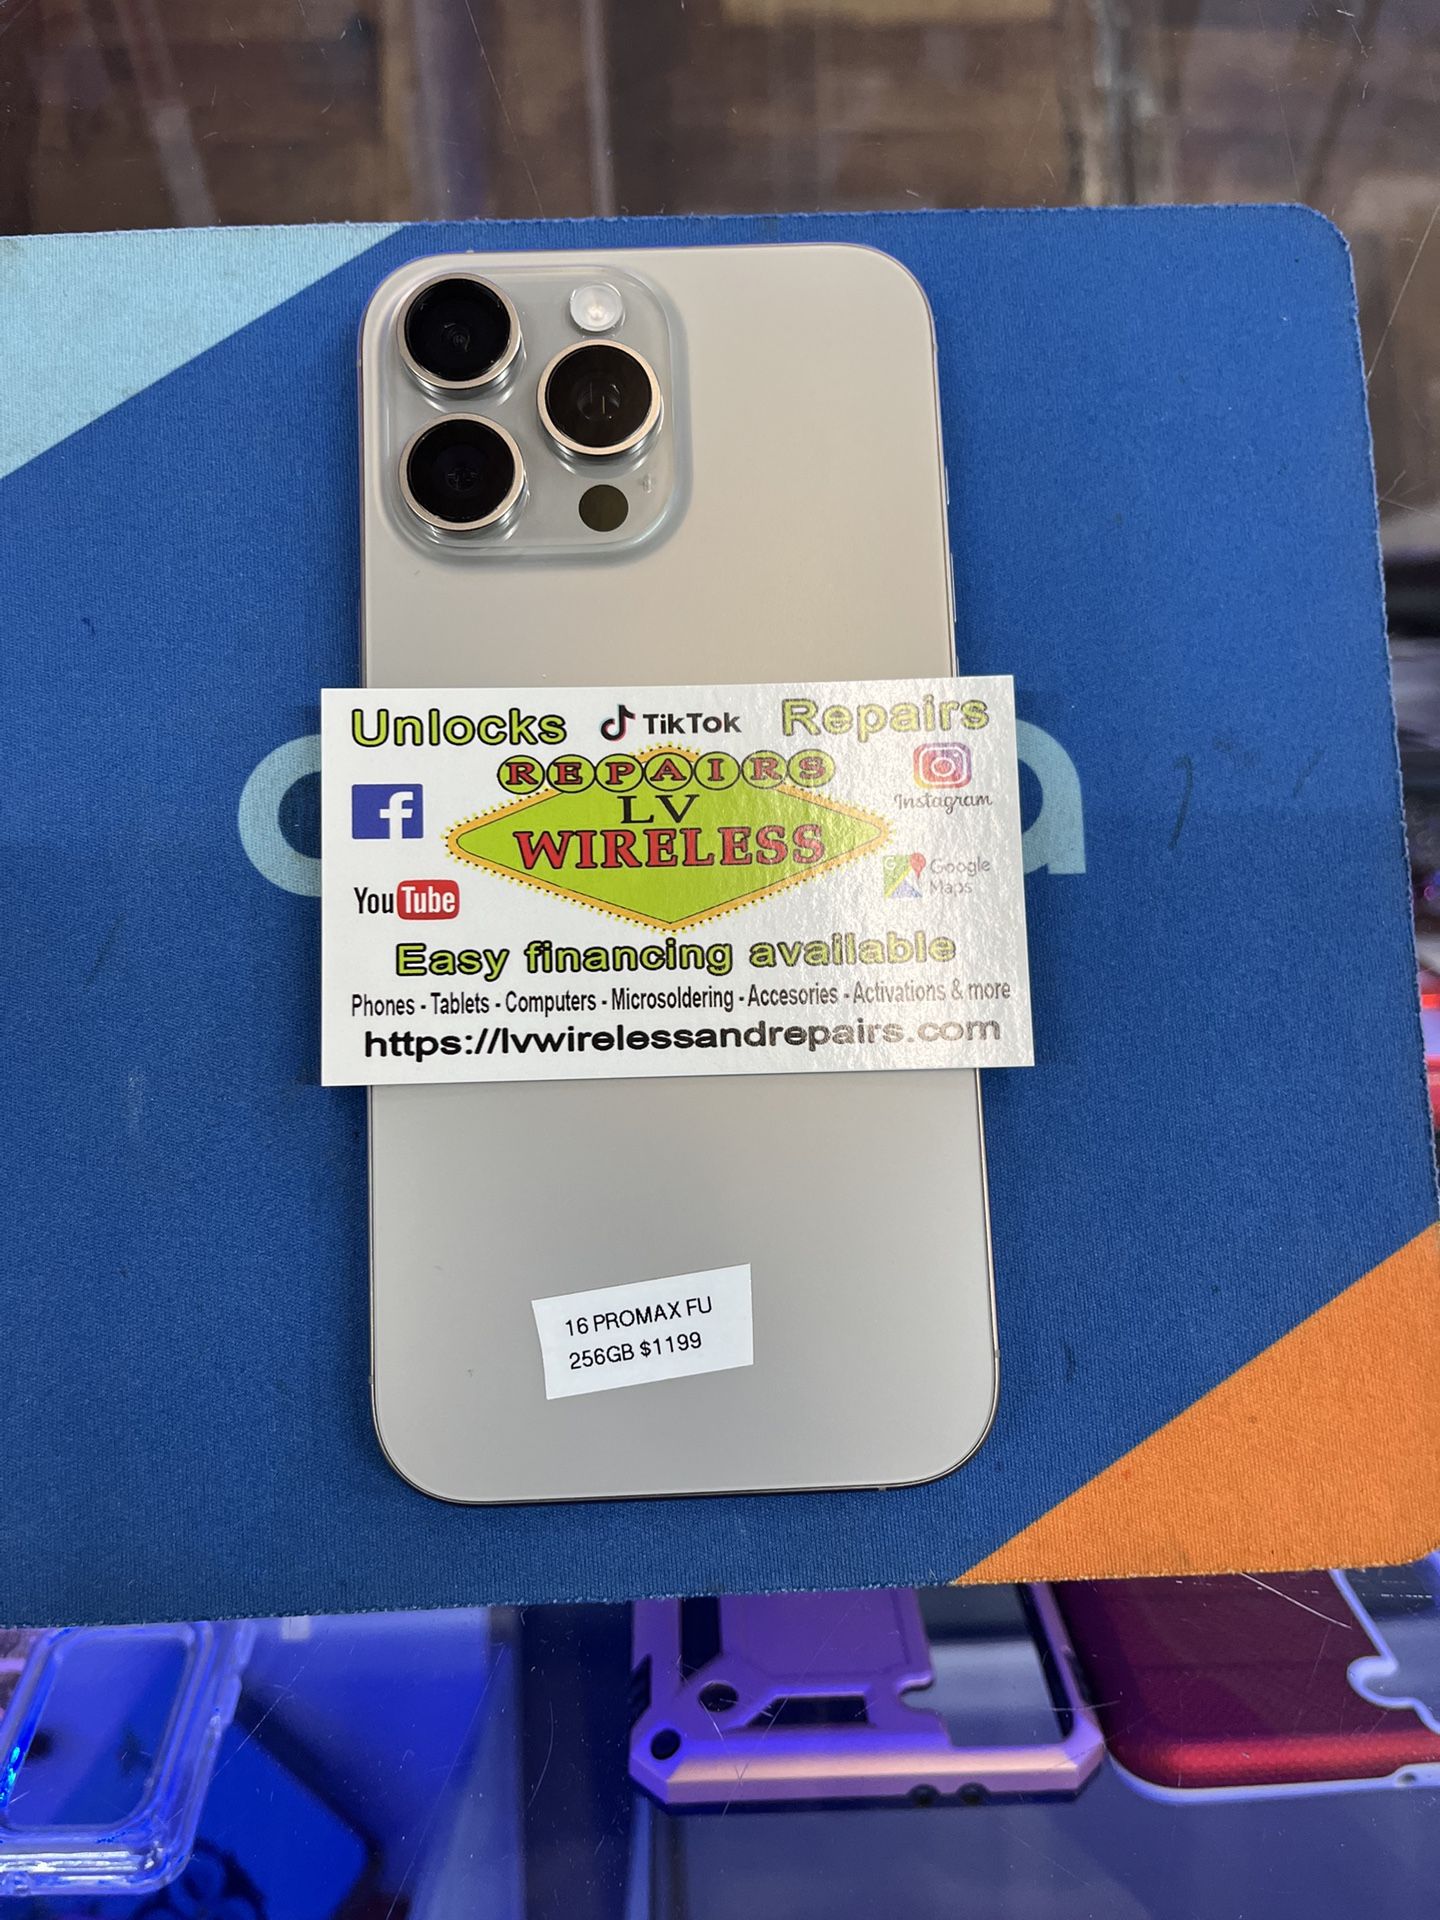 Unlocks TikTok Repairs
REPAIRS
Instagram
LV
WIRELESS
f
Google
Maps
YouTube
Easy financing available
Phones - Tablets - Computers - Microsoldering - Accesories - Activations & more
https://lvwirelessandrepairs.com
16 PROMAX FU
256GB $1199